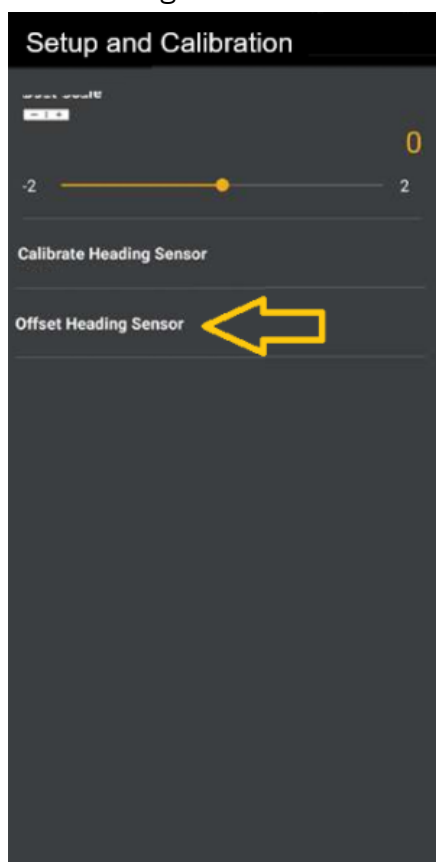 Setup and Calibration
- +
0
-2
2
Calibrate Heading Sensor
Offset Heading Sensor